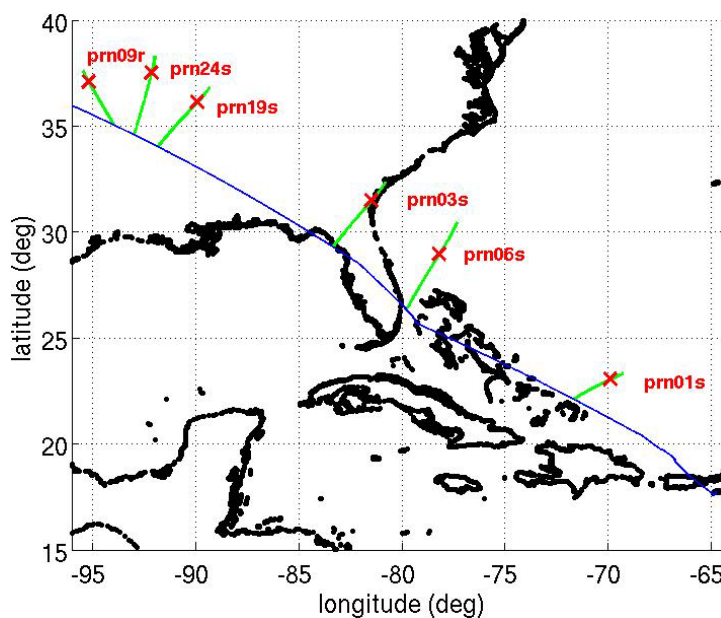 40
35
30
25
20
15
latitude (deg)
prn09r
prn24s
prn19s
prn03s
prn06s
prn01s
-95
-90
-85
-80
-75
-70
-65
longitude (deg)